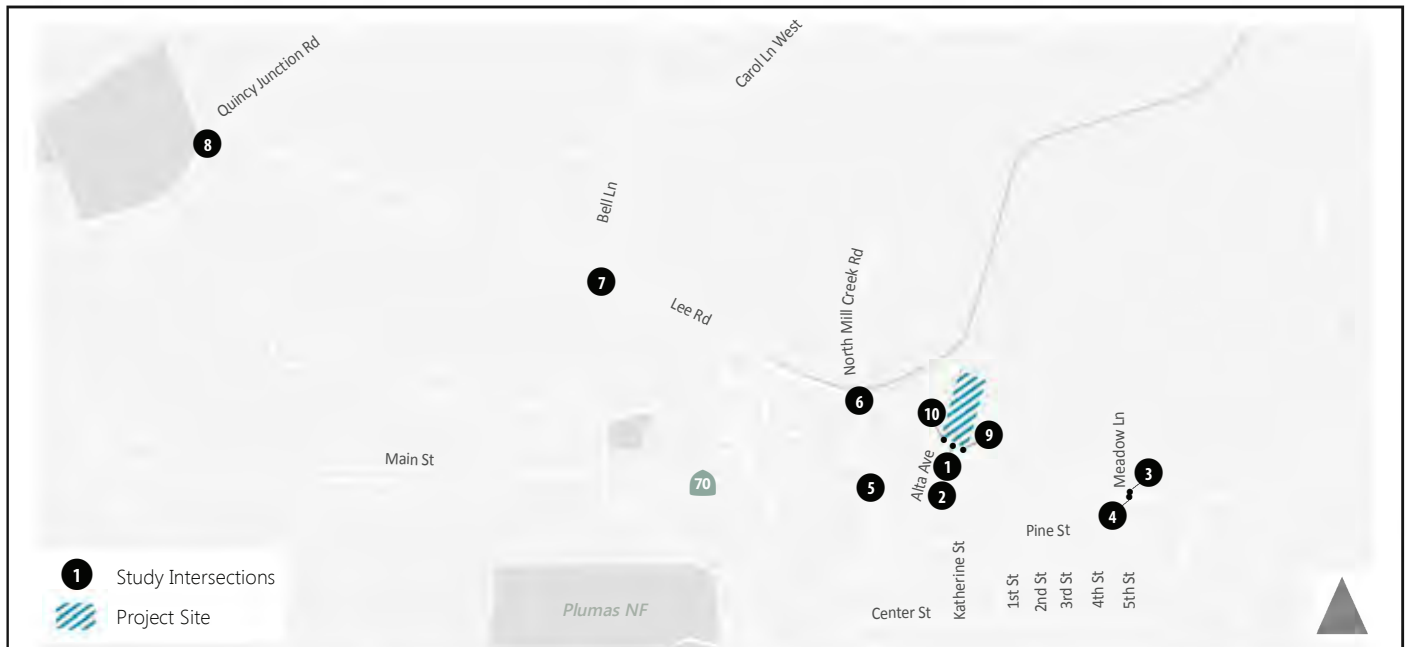 Carol Ln West
Quincy Junction Rd
8
Bell Ln
7
North Mill Creek Rd
Lee Rd
6
10
9
Main St
Alta Ave
1
Meadow Ln
3
70
5
2
4
Pine St
Katherine St
1st St
2nd St
3rd St
4th St
5th St
Center St
Plumas NF
1 Study Intersections
Project Site